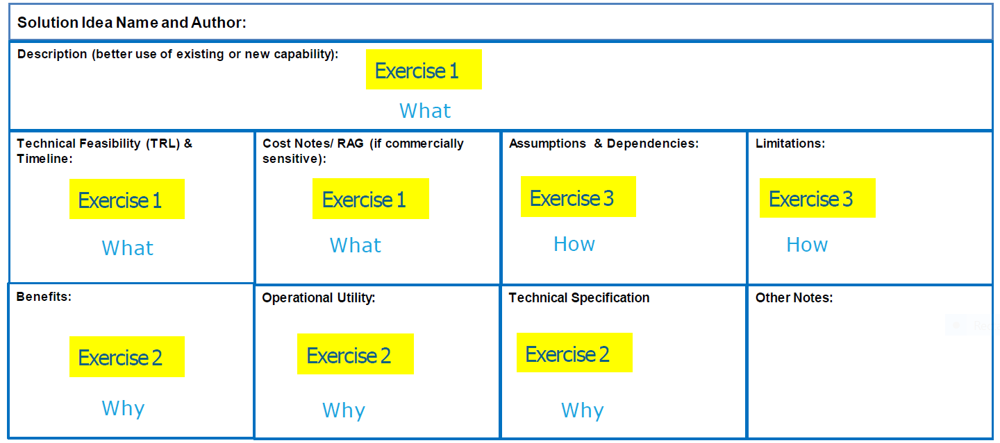 Solution Idea Name and Author:
Description (better use of existing or new capability):
Exercise 1
What
Technical Feasibility (TRL) &
Timeline:
Exercise 1
What
Cost Notes/ RAG (if commercially
sensitive):
Exercise 1
What
Assumptions & Dependencies:
Exercise 3
How
Limitations:
Exercise 3
How
Benefits:
Exercise 2
Why
Operational Utility:
Exercise 2
Why
Technical Specification
Exercise 2
Why
Other Notes: